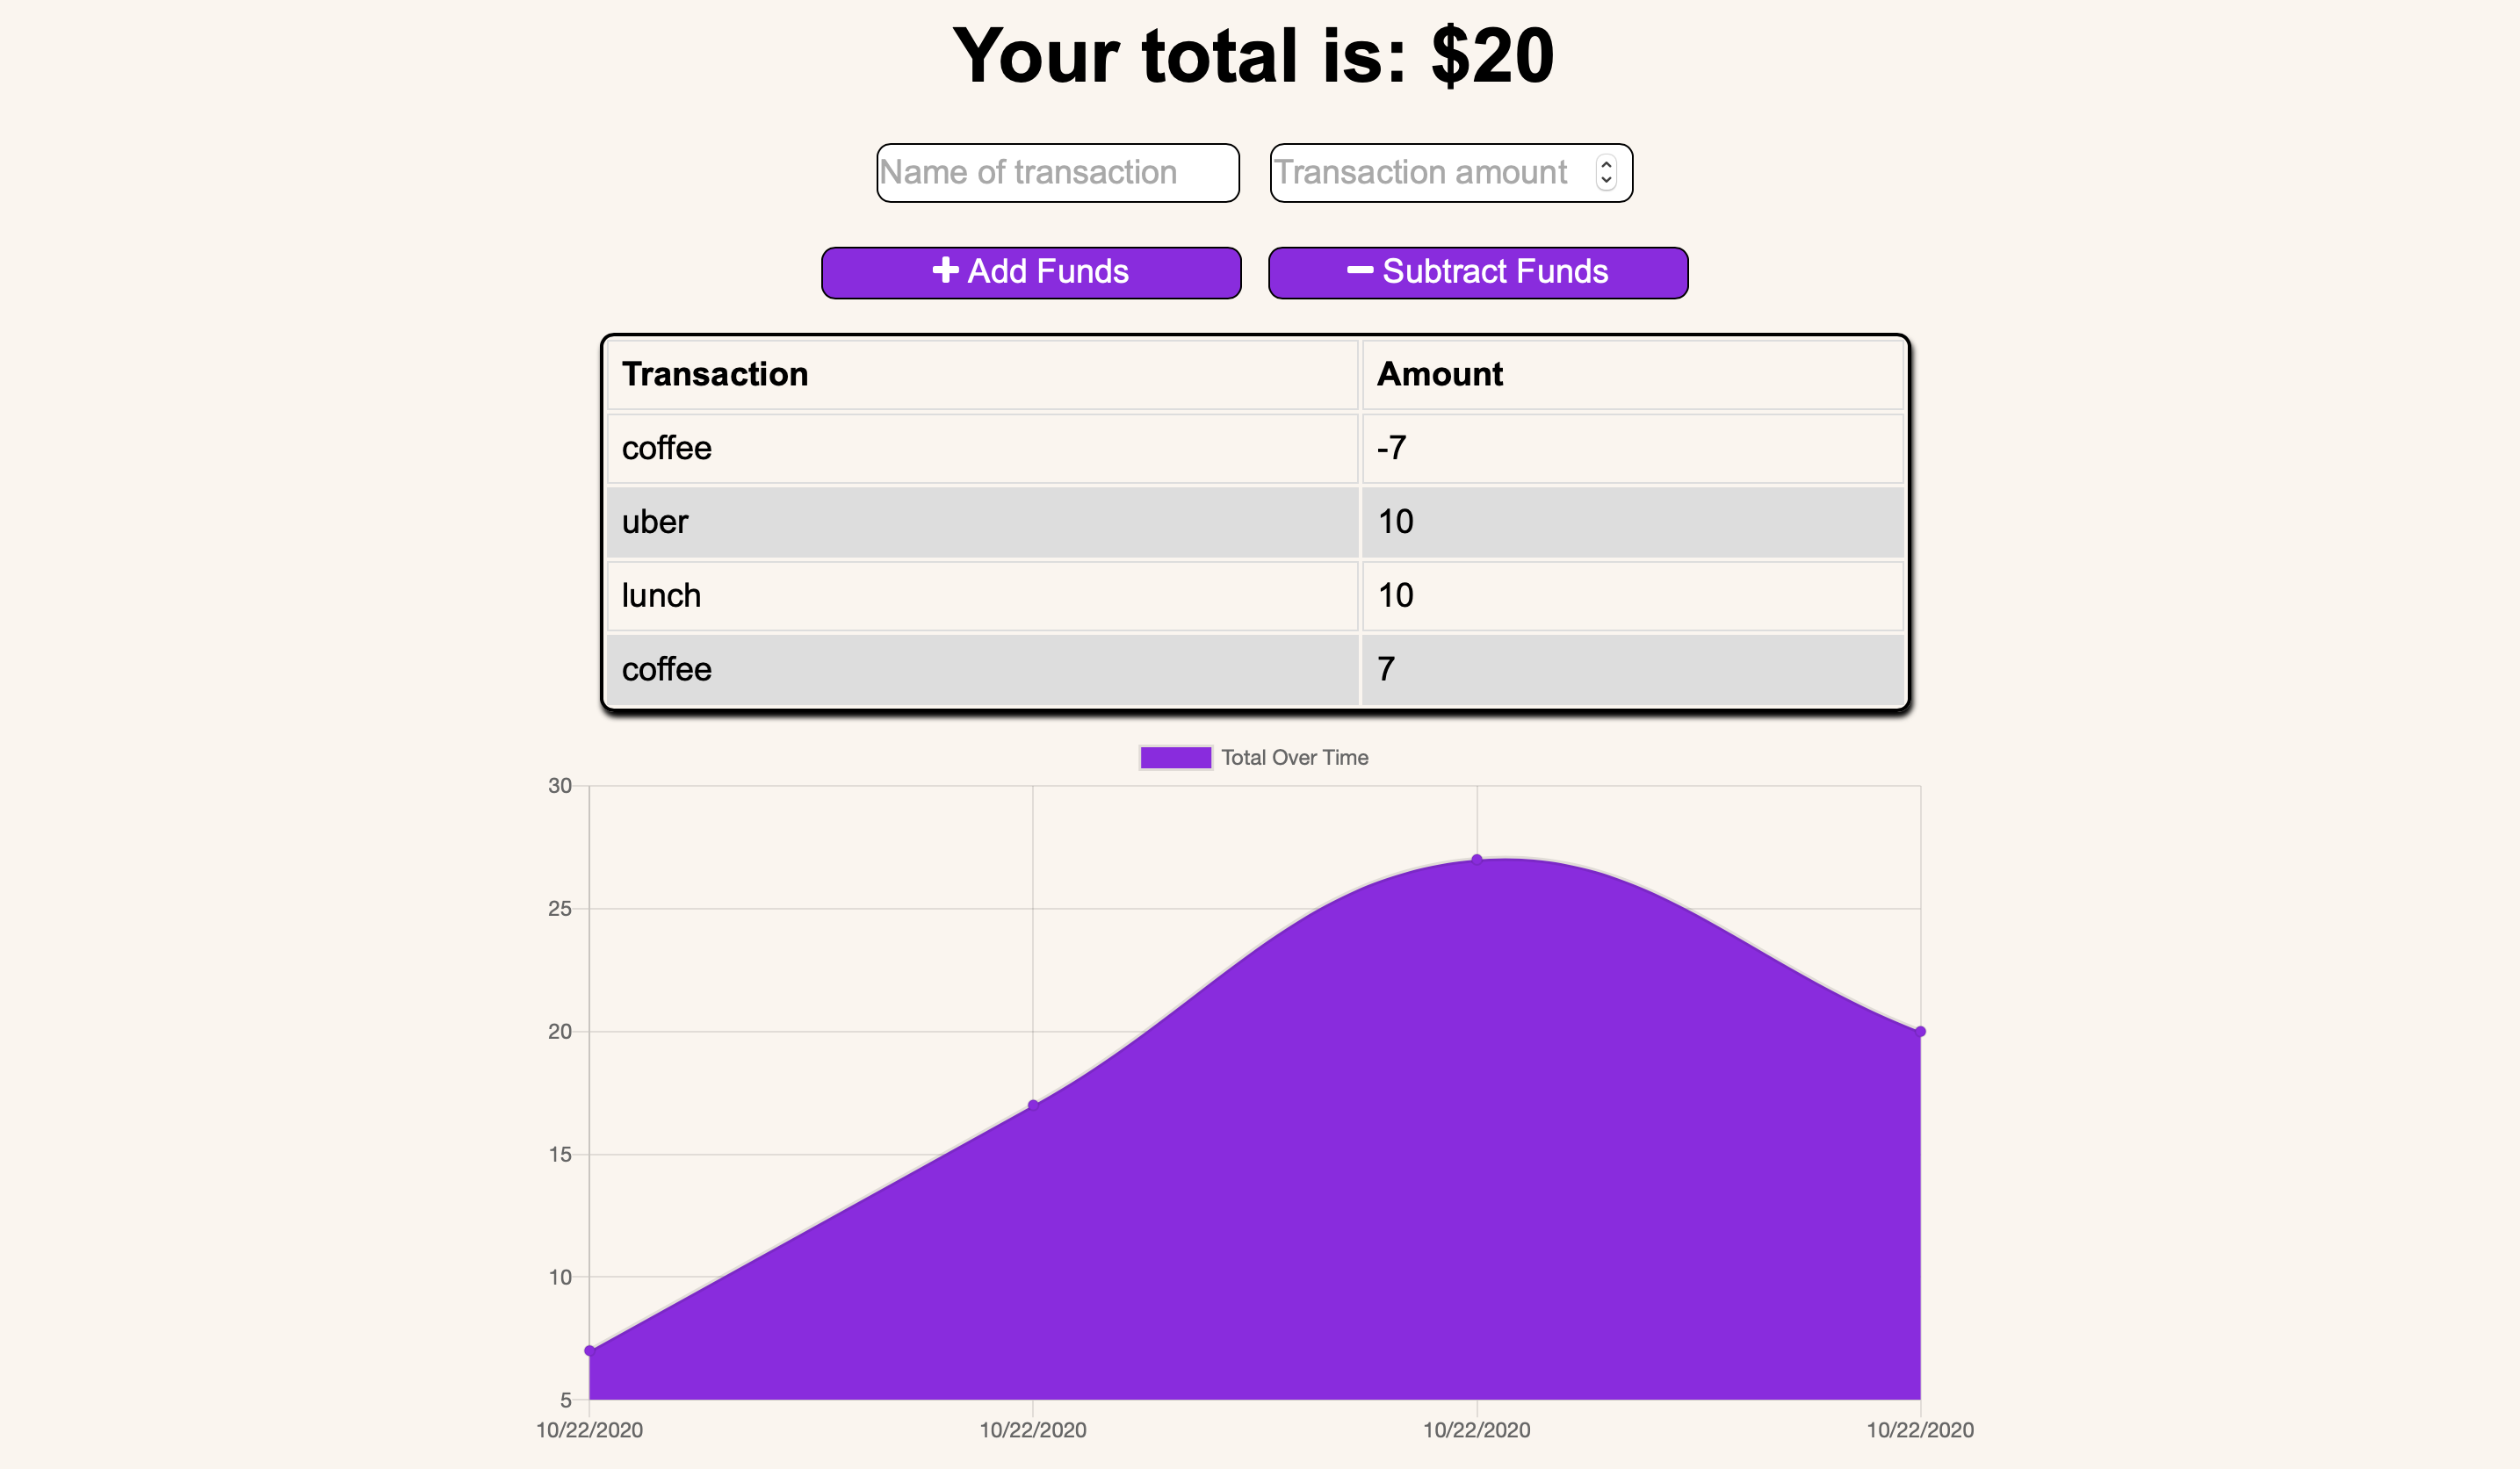 Your total is: $20
Name of transaction Transaction amount
Add Funds Subtract Funds
Transaction Amount
coffee -7
uber 10
lunch 10
coffee 7
Total Over Time
30
25
20
15
10
5
10/22/2020 10/22/2020 10/22/2020 10/22/2020